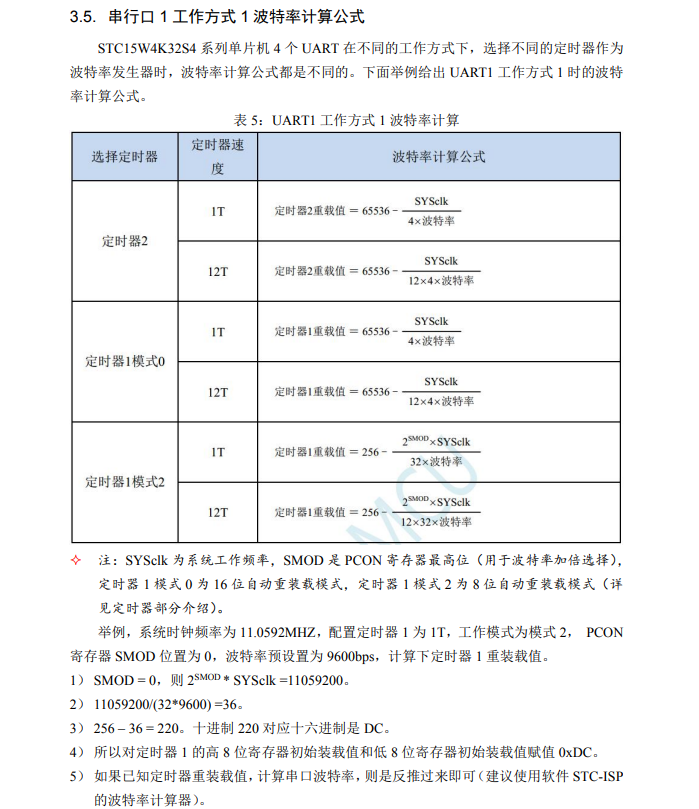 3.5. 串行口 1 工作方式 1 波特率计算公式
STC15W4K32S4 系列单片机 4 个 UART 在不同的工作方式下，选择不同的定时器作为
波特率发生器时，波特率计算公式都是不同的。下面举例给出 UART1 工作方式 1 时的波特
率计算公式。
表 5：UART1 工作方式 1 波特率计算
选择定时器 定时器速度 波特率计算公式
定时器2
1T 定时器2重载值 = 65536 - SYSclk / 4×波特率
12T 定时器2重载值 = 65536 - SYSclk / 12×4×波特率
定时器1模式0
1T 定时器1重载值 = 65536 - SYSclk / 4×波特率
12T 定时器1重载值 = 65536 - SYSclk / 12×4×波特率
定时器1模式2
1T 定时器1重载值 = 256 - 2^SMOD×SYSclk / 32×波特率
12T 定时器1重载值 = 256 - 2^SMOD×SYSclk / 12×32×波特率
MCU
✧ 注：SYSclk 为系统工作频率，SMOD 是 PCON 寄存器最高位（用于波特率加倍选择），
定时器 1 模式 0 为 16 位自动重装载模式，定时器 1 模式 2 为 8 位自动重装载模式（详
见定时器部分介绍）。
举例，系统时钟频率为 11.0592MHZ，配置定时器 1 为 1T，工作模式为模式 2， PCON
寄存器 SMOD 位置为 0，波特率预设置为 9600bps，计算下定时器 1 重装载值。
1） SMOD = 0，则 2^SMOD * SYSclk =11059200。
2） 11059200/(32*9600) =36。
3） 256 – 36 = 220。十进制 220 对应十六进制是 DC。
4） 所以对定时器 1 的高 8 位寄存器初始装载值和低 8 位寄存器初始装载值赋值 0xDC。
5） 如果已知定时器重装载值，计算串口波特率，则是反推过来即可（建议使用软件 STC-ISP
的波特率计算器）。